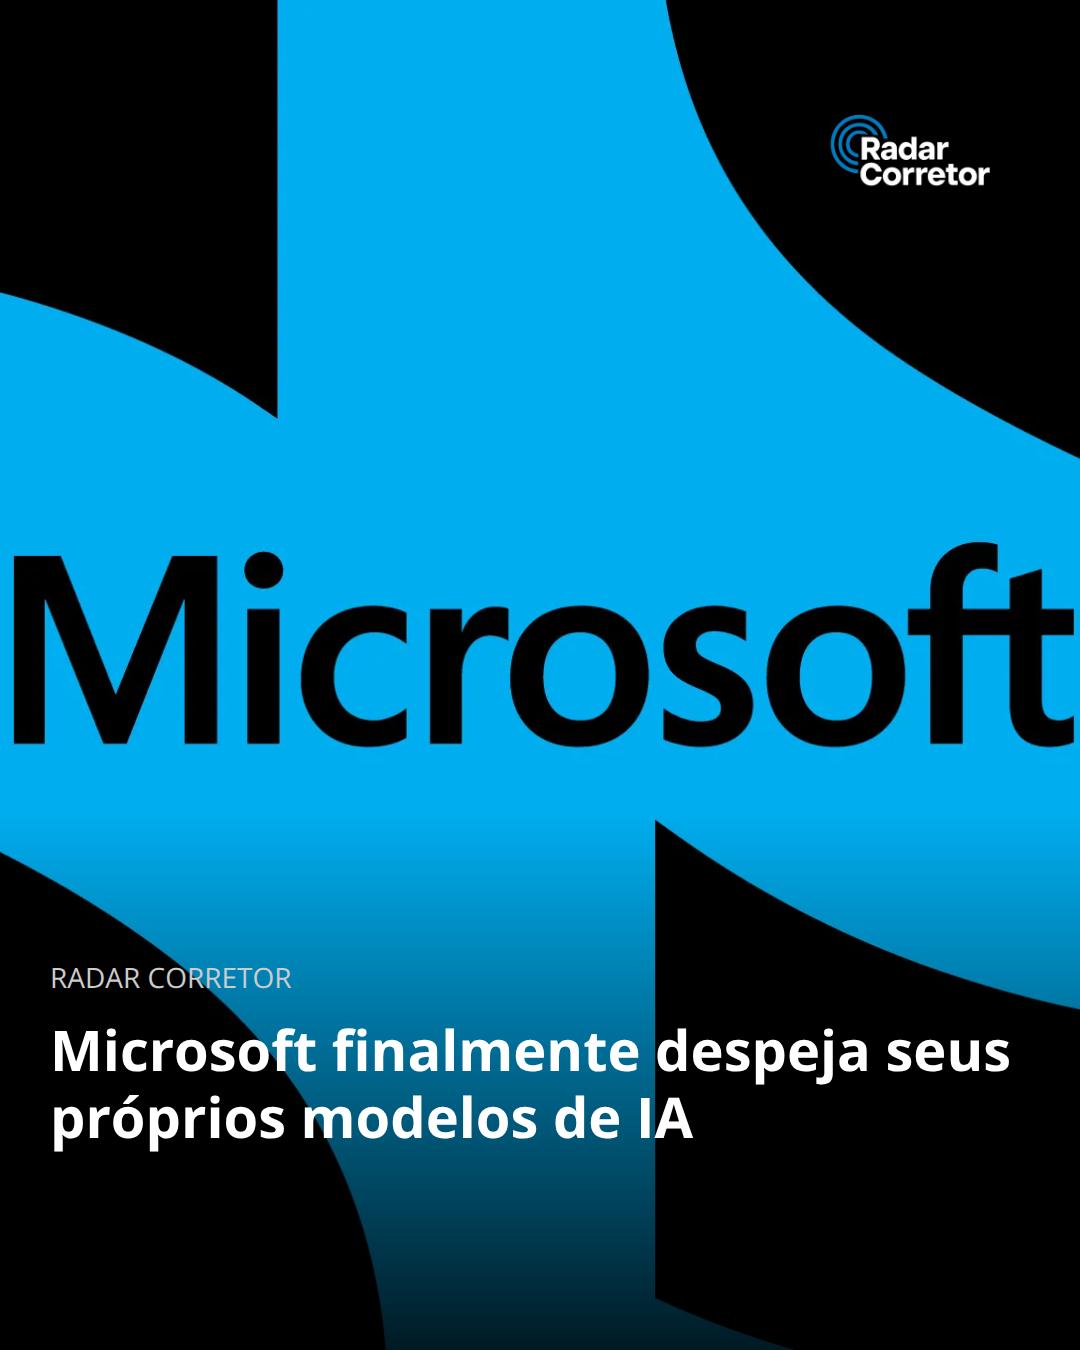 Radar
Corretor
Microsoft
RADAR CORRETOR
Microsoft finalmente despeja seus
próprios modelos de IA